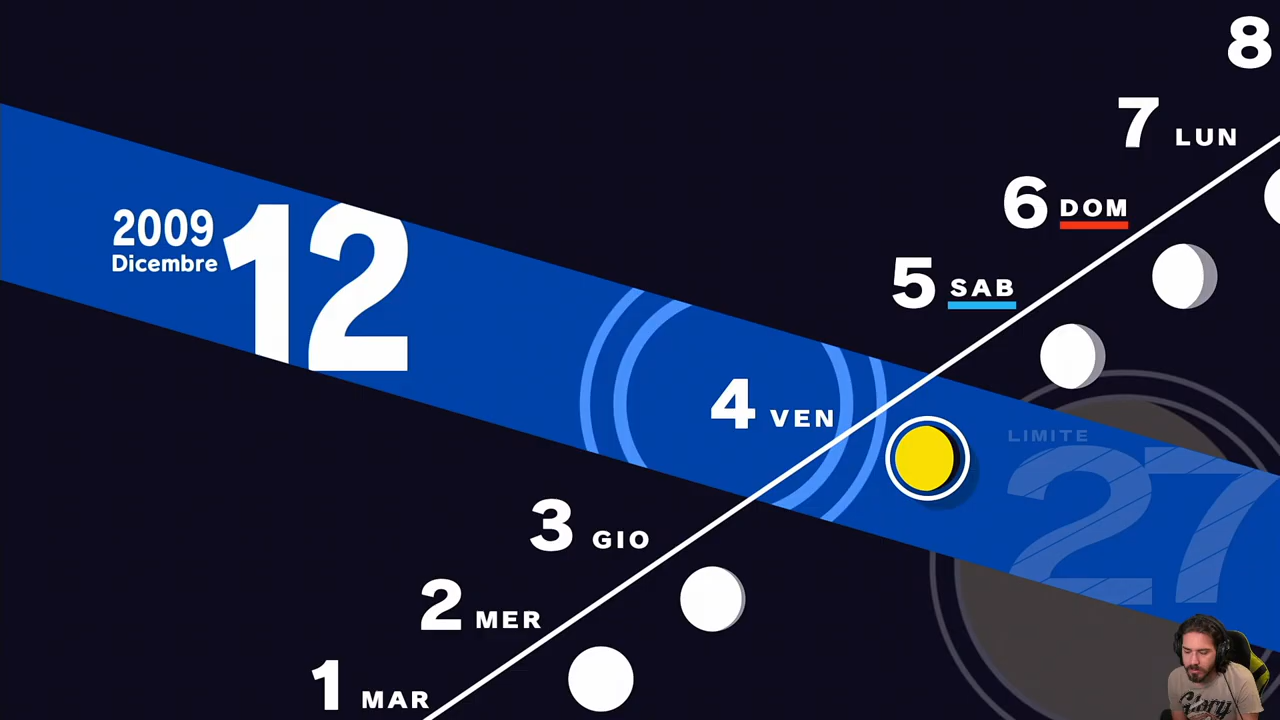 8
7 LUN
6 DOM
5 SAB
2009
Dicembre
12
4 VEN
LIMITE
27
3 GIO
2 MER
1 MAR
Glory